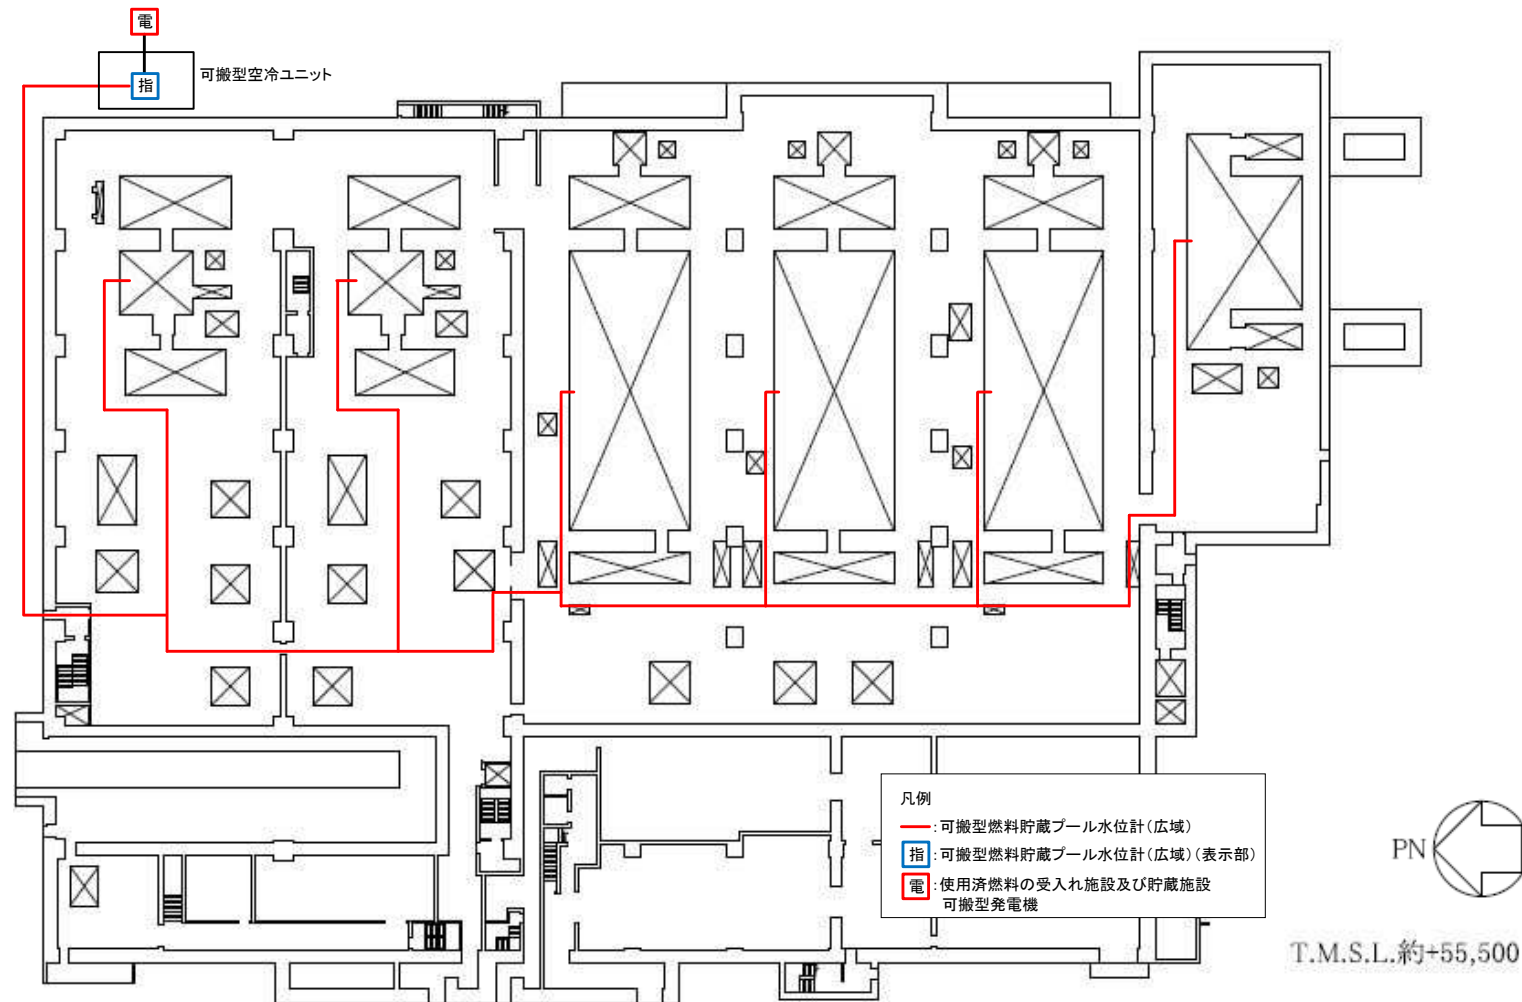 電
指
可搬型空冷ユニット
凡例
:可搬型燃料貯蔵プール水位計(広域)
指:可搬型燃料貯蔵プール水位計(広域)(表示部)
電:使用済燃料の受入れ施設及び貯蔵施設
可搬型発電機
PN
T.M.S.L.約+55,500